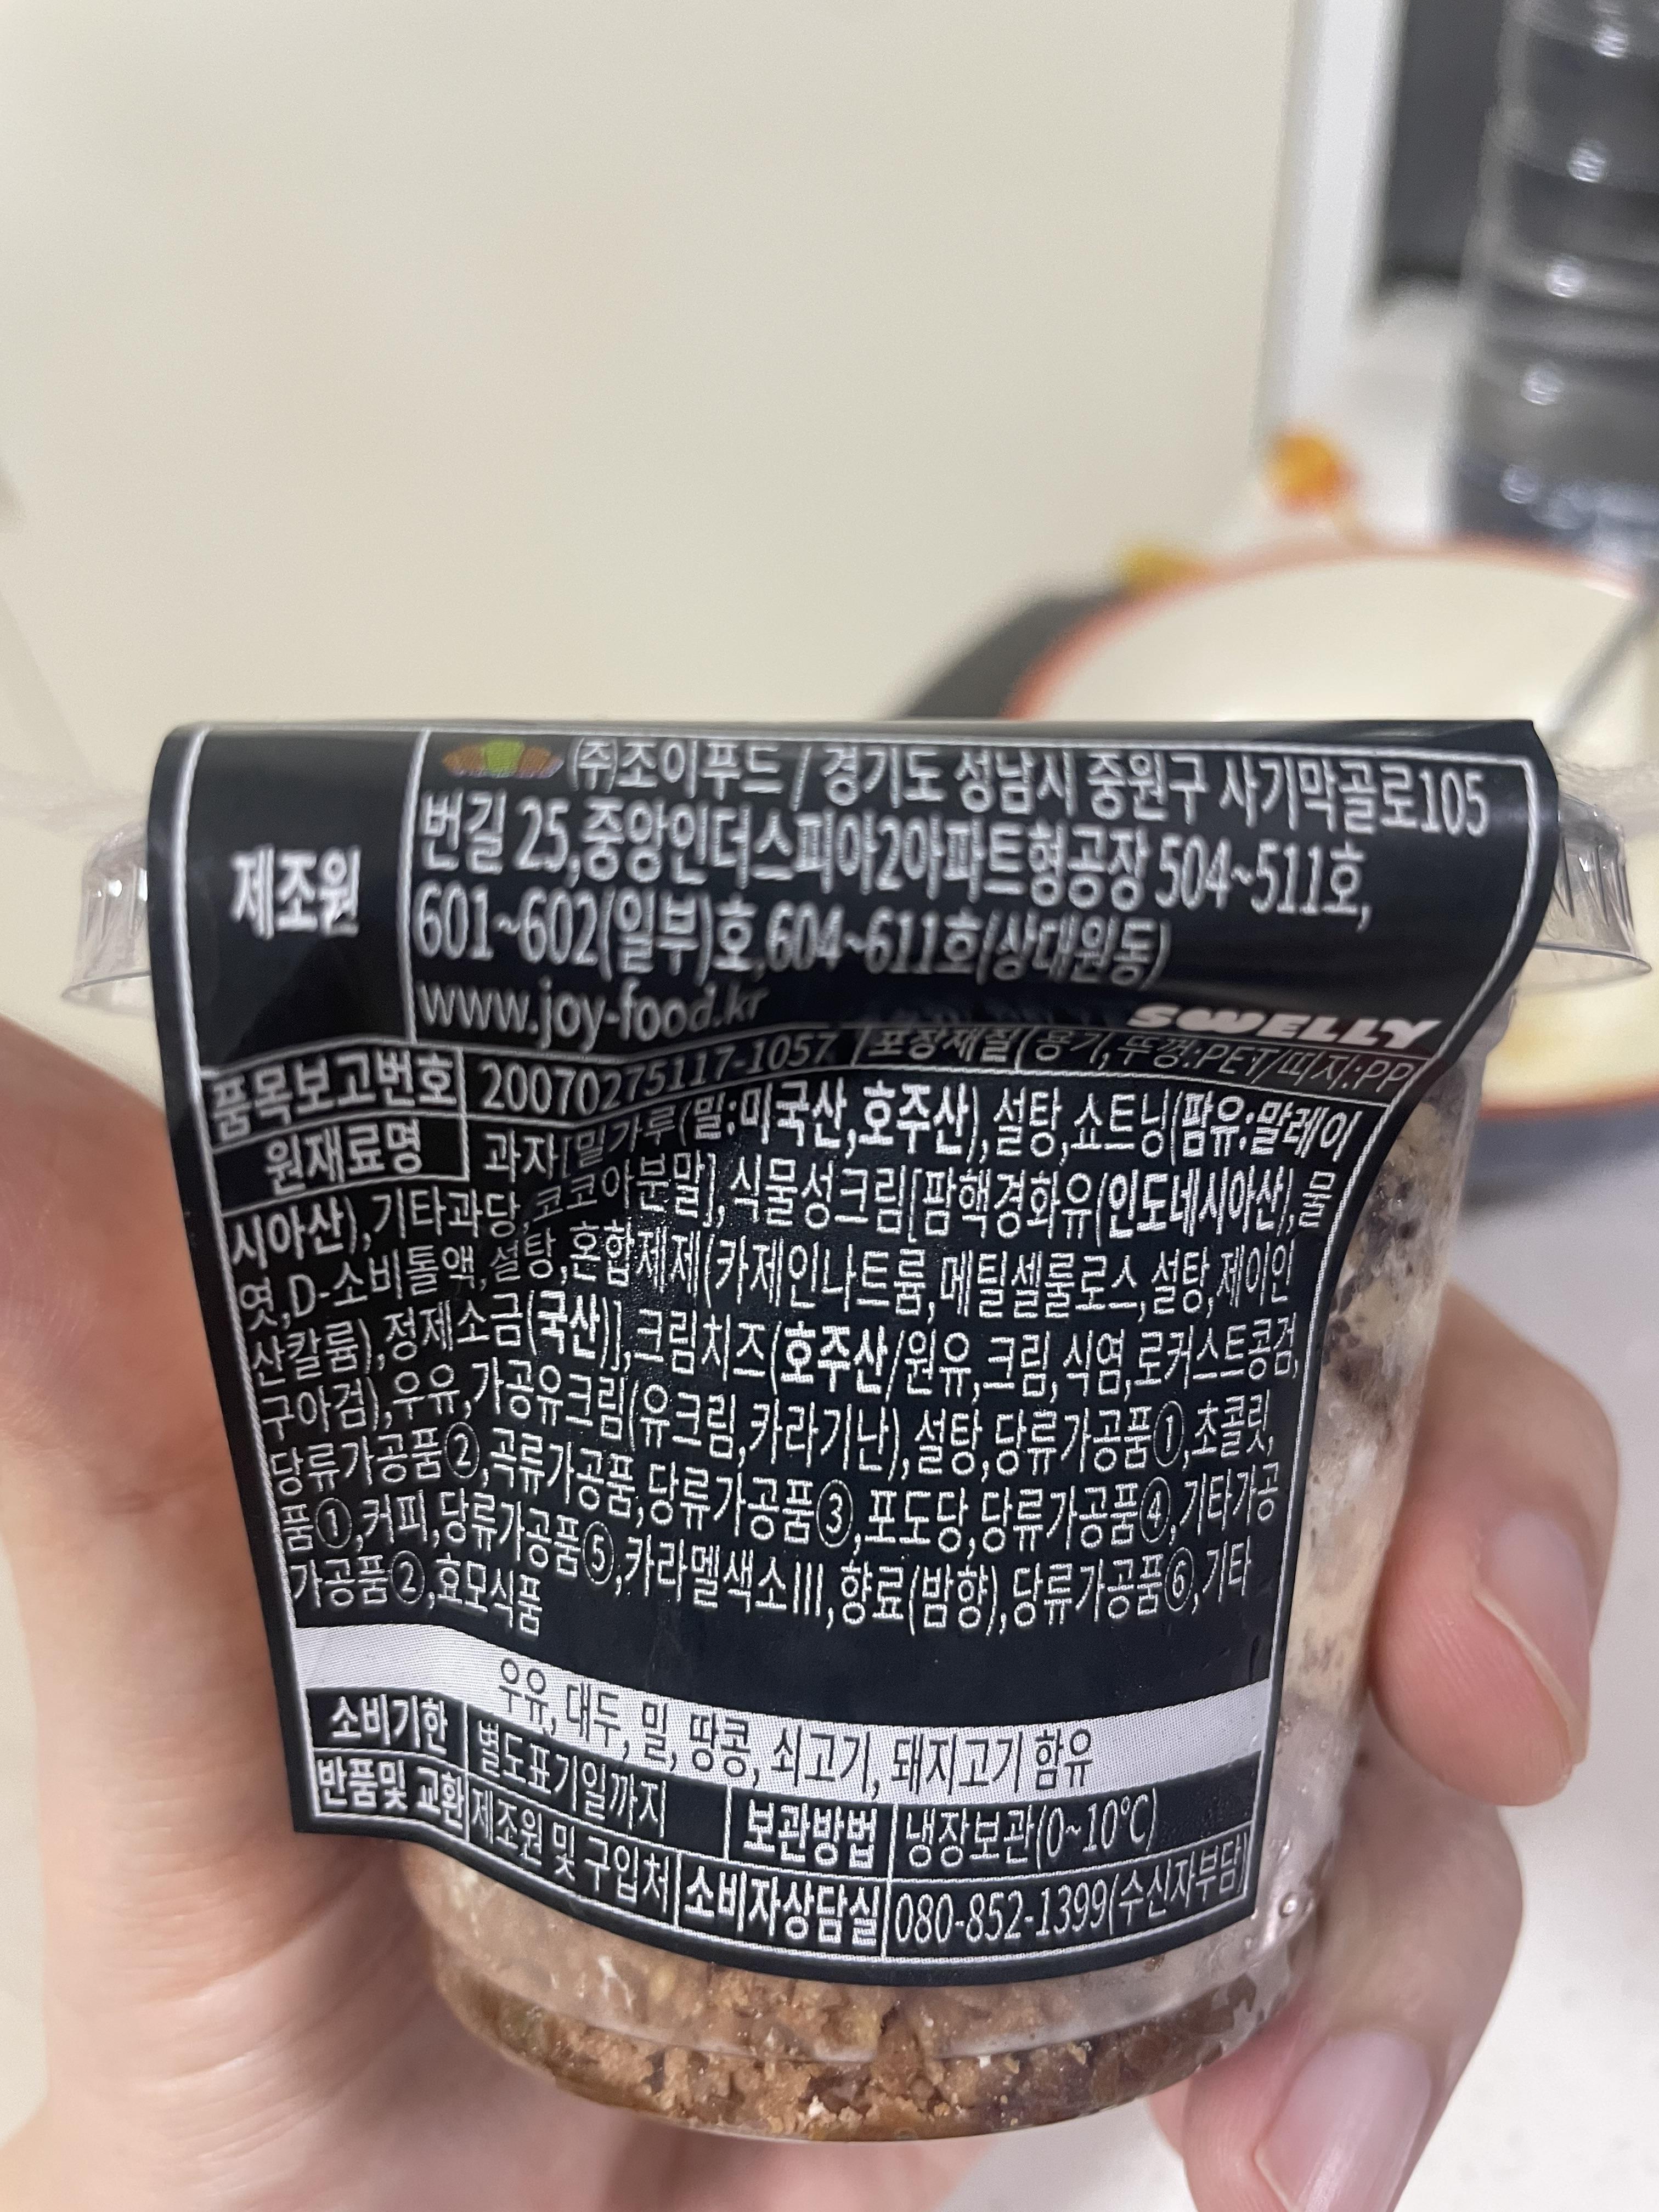 (주)조이푸드 / 경기도 성남시 중원구 사기막골로105
제조원 번길 25,중앙인더스피아2아파트형공장 504~511호,
601~602(일부)호,604~611호(상대원동)
www.joy-food.kr
SWELLY
품목보고번호 20070275117-1057 포장재질(용기,뚜껑:PET/띠지:PP)
원재료명 과자[밀가루(밀:미국산,호주산),설탕,쇼트닝(팜유:말레이
시아산),기타과당,코코아분말],식물성크림[팜핵경화유(인도네시아산),물
엿,D-소비톨액,설탕,혼합제제(카제인나트륨,메틸셀룰로스,설탕,제이인
산칼륨),정제소금(국산)],크림치즈(호주산/원유,크림,식염,로커스트콩검,
구아검),우유,가공유크림(유크림,카라기난),설탕,당류가공품①,초콜릿,
당류가공품②,곡류가공품,당류가공품③,포도당,당류가공품④,기타가공
품①,커피,당류가공품⑤,카라멜색소III,향료(밤향),당류가공품⑥,기타
가공품②,효모식품
우유, 대두, 밀, 땅콩, 쇠고기, 돼지고기 함유
소비기한 별도표기일까지 보관방법 냉장보관(0~10℃)
반품및 교환 제조원 및 구입처 소비자상담실 080-852-1399(수신자부담)